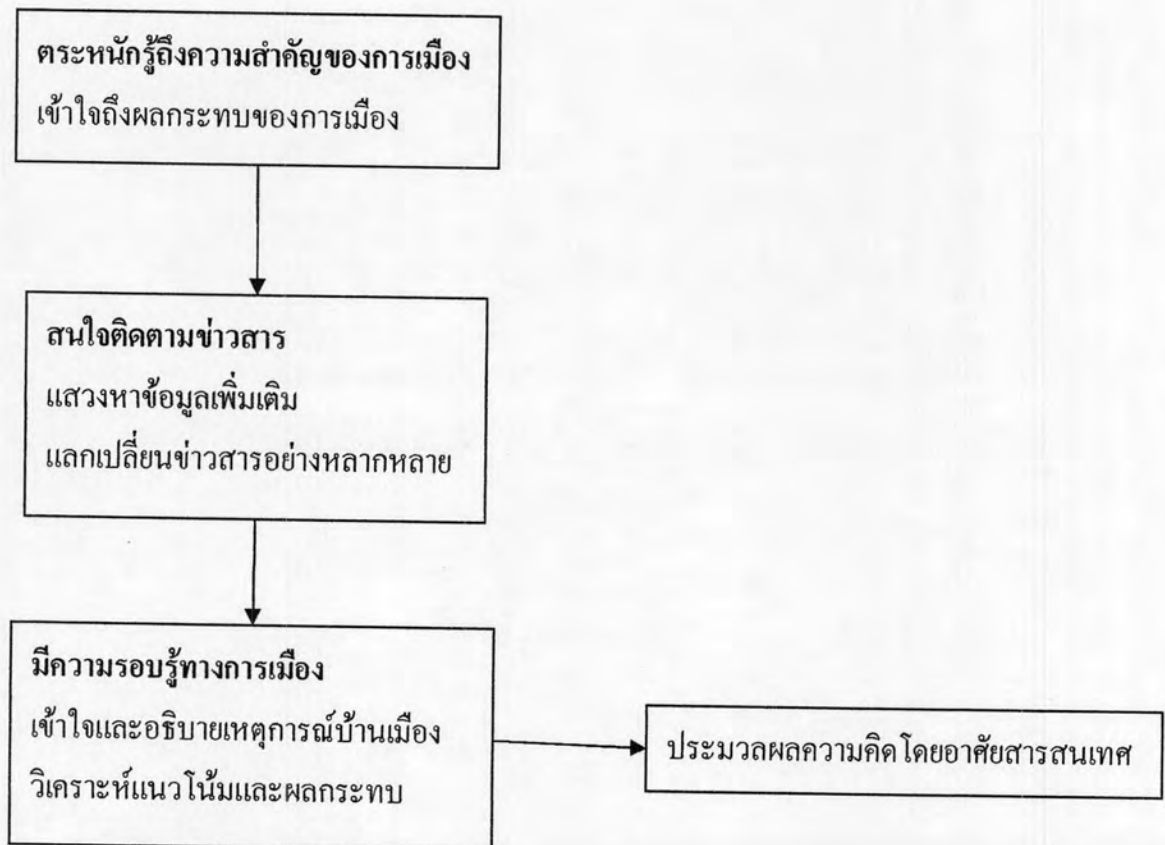 ตระหนักรู้ถึงความสำคัญของการเมือง
เข้าใจถึงผลกระทบของการเมือง
สนใจติดตามข่าวสาร
แสวงหาข้อมูลเพิ่มเติม
แลกเปลี่ยนข่าวสารอย่างหลากหลาย
มีความรอบรู้ทางการเมือง
เข้าใจและอธิบายเหตุการณ์บ้านเมือง
วิเคราะห์แนวโน้มและผลกระทบ
ประมวลผลความคิดโดยอาศัยสารสนเทศ